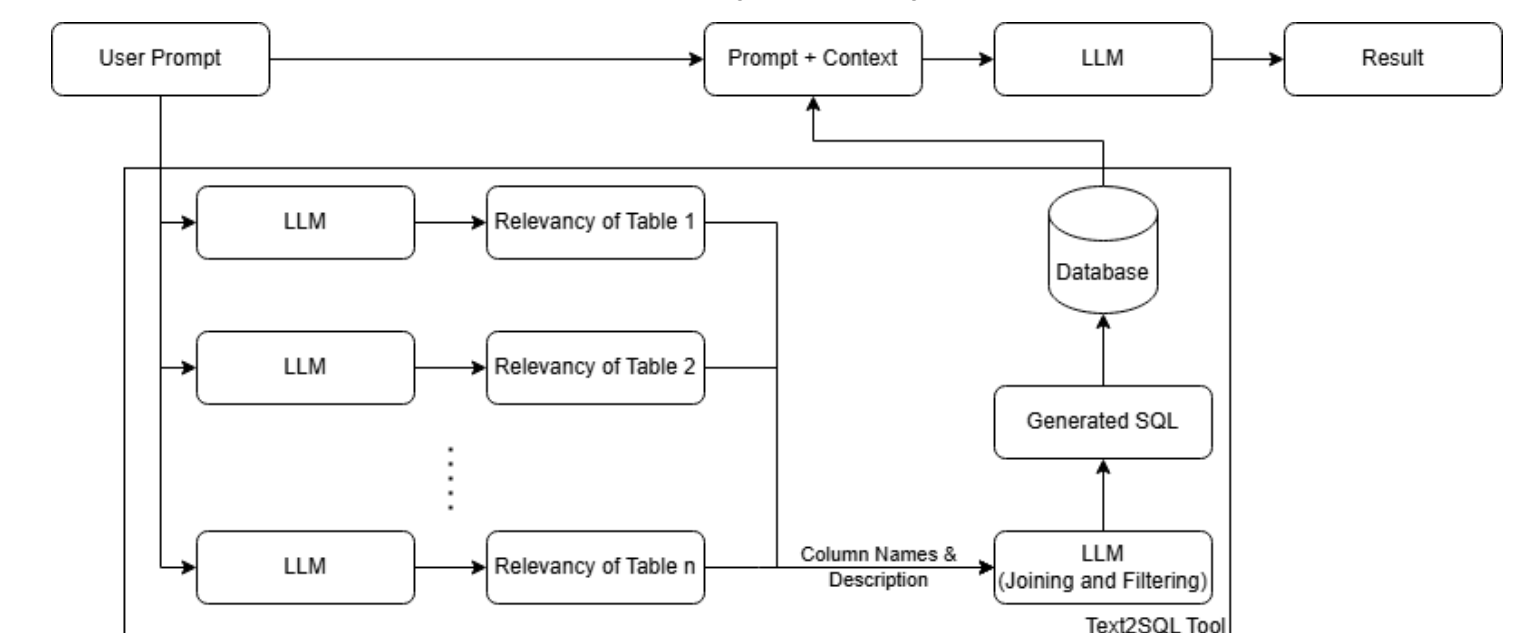 User Prompt
Prompt + Context
LLM
Result
LLM
Relevancy of Table 1
Database
LLM
Relevancy of Table 2
Generated SQL
LLM
Relevancy of Table n
Column Names &
Description
LLM
(Joining and Filtering)
Text2SQL Tool